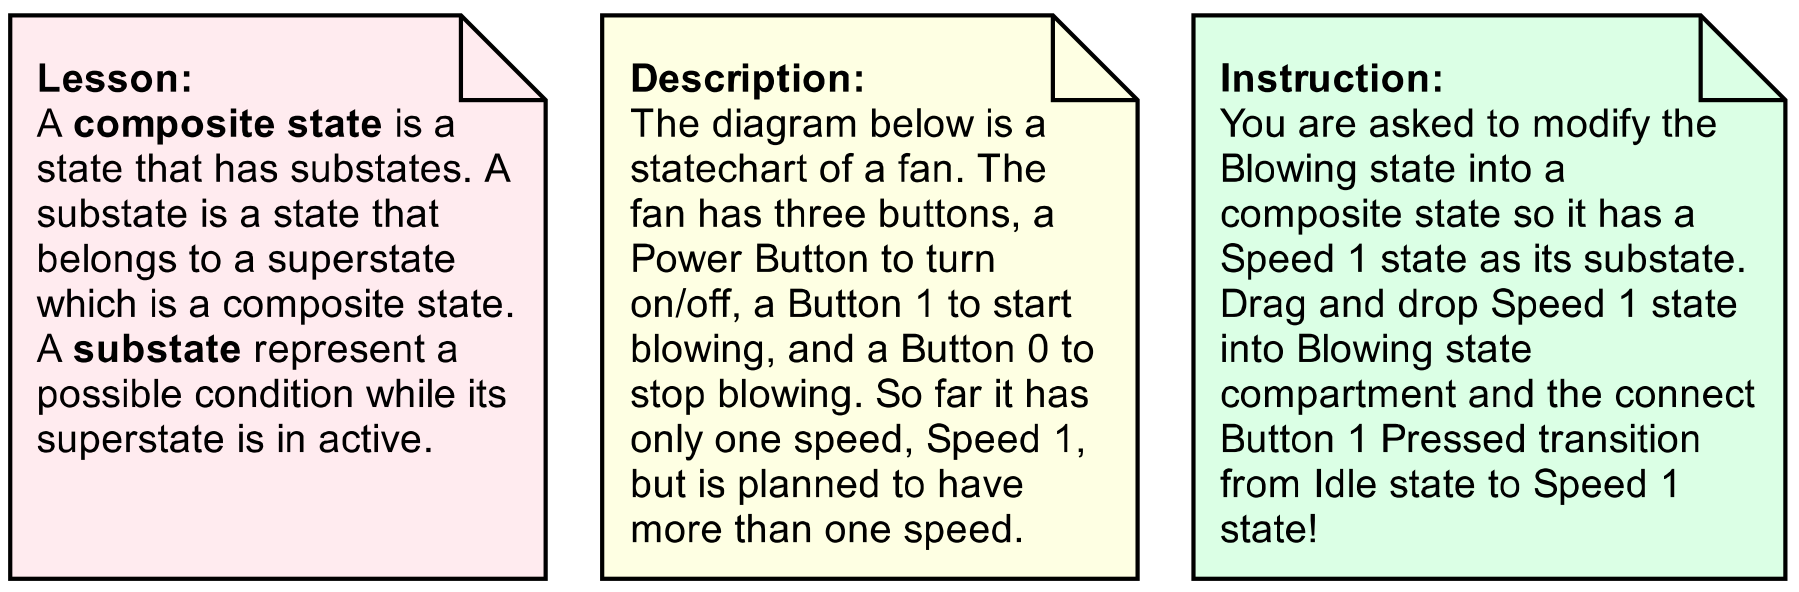 Lesson:
A composite state is a
state that has substates. A
substate is a state that
belongs to a superstate
which is a composite state.
A substate represent a
possible condition while its
superstate is in active.
Description:
The diagram below is a
statechart of a fan. The
fan has three buttons, a
Power Button to turn
on/off, a Button 1 to start
blowing, and a Button 0 to
stop blowing. So far it has
only one speed, Speed 1,
but is planned to have
more than one speed.
Instruction:
You are asked to modify the
Blowing state into a
composite state so it has a
Speed 1 state as its substate.
Drag and drop Speed 1 state
into Blowing state
compartment and the connect
Button 1 Pressed transition
from Idle state to Speed 1
state!